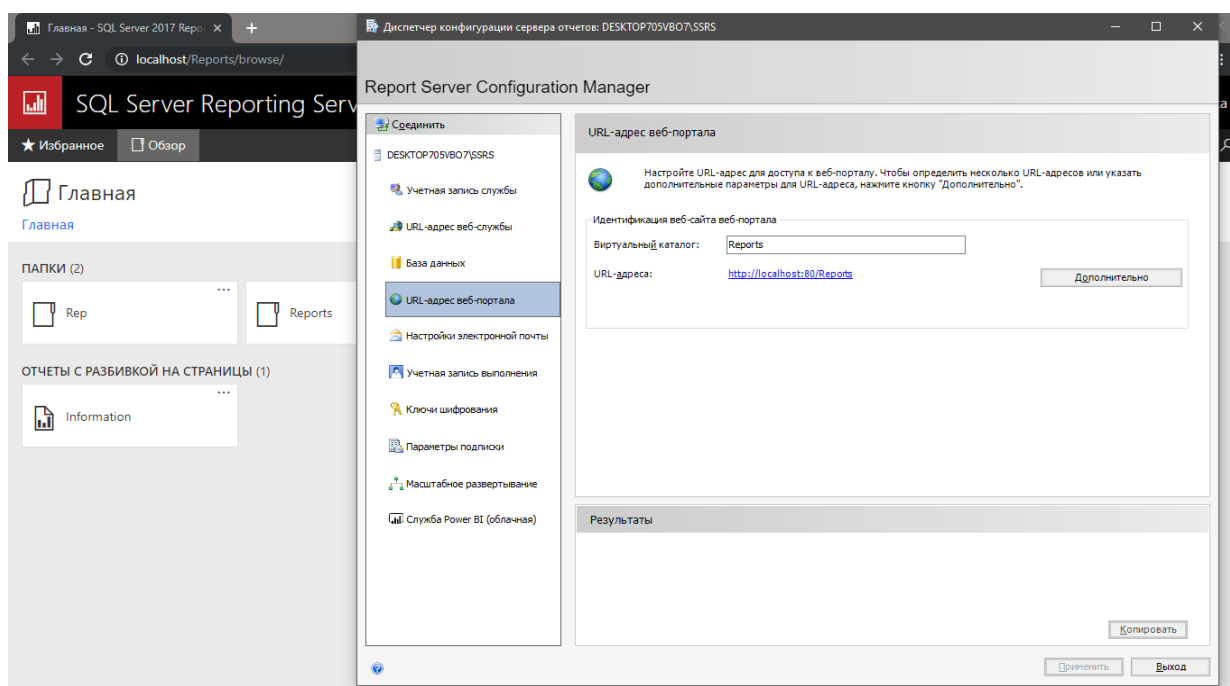 Главная - SQL Server 2017 Repo
localhost/Reports/browse/
SQL Server Reporting Serv
Избранное
Обзор
Главная
Главная
ПАПКИ (2)
Rep
Reports
ОТЧЕТЫ С РАЗБИВКОЙ НА СТРАНИЦЫ (1)
Information
Диспетчер конфигурации сервера отчетов: DESKTOP705VBO7\SSRS
Report Server Configuration Manager
Соединить
DESKTOP705VBO7\SSRS
Учетная запись службы
URL-адрес веб-службы
База данных
URL-адрес веб-портала
Настройки электронной почты
Учетная запись выполнения
Ключи шифрования
Параметры подписки
Масштабное развертывание
Служба Power BI (облачная)
URL-адрес веб-портала
Настройте URL-адрес для доступа к веб-порталу. Чтобы определить несколько URL-адресов или указать
дополнительные параметры для URL-адреса, нажмите кнопку "Дополнительно".
Идентификация веб-сайта веб-портала
Виртуальный каталог:
Reports
URL-адреса:
http://localhost:80/Reports
Дополнительно
Результаты
Копировать
Применить
Выход